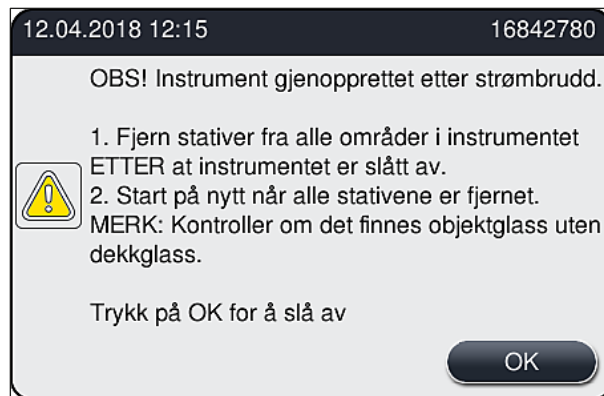 12.04.2018 12:15 16842780
OBS! Instrument gjenopprettet etter strømbrudd.
1. Fjern stativer fra alle områder i instrumentet
ETTER at instrumentet er slått av.
2. Start på nytt når alle stativene er fjernet.
MERK: Kontroller om det finnes objektglass uten
dekkglass.
Trykk på OK for å slå av
OK